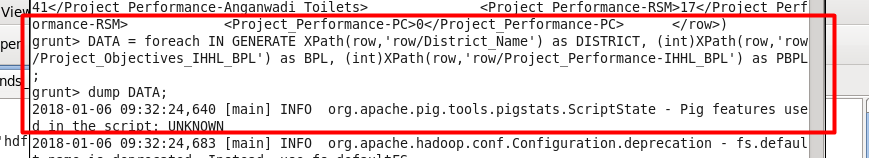 View
41</Project_Performance-Anganwadi_Toilets>            <Project_Performance-RSM>17</Project_Perf
ormance-RSM>            <Project_Performance-PC>0</Project_Performance-PC>      </row>)
grunt> DATA = foreach IN GENERATE XPath(row,'row/District_Name') as DISTRICT, (int)XPath(row,'row
/Project_Objectives_IHHL_BPL') as BPL, (int)XPath(row,'row/Project_Performance-IHHL_BPL') as PBPL
;
grunt> dump DATA;
2018-01-06 09:32:24,640 [main] INFO  org.apache.pig.tools.pigstats.ScriptState - Pig features use
d in the script: UNKNOWN
'hdf
2018-01-06 09:32:24,683 [main] INFO  org.apache.hadoop.conf.Configuration.deprecation - fs.defaul